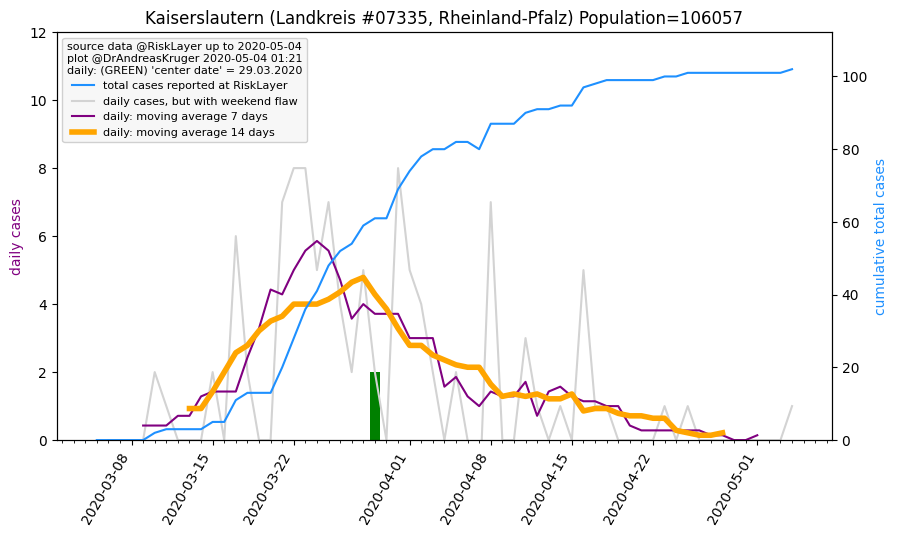 Kaiserslautern (Landkreis #07335, Rheinland-Pfalz) Population=106057
source data @RiskLayer up to 2020-05-04
plot @DrAndreasKruger 2020-05-04 01:21
daily: (GREEN) 'center date' = 29.03.2020
total cases reported at RiskLayer
daily cases, but with weekend flaw
daily: moving average 7 days
daily: moving average 14 days
12
10
8
6
4
2
0
daily cases
100
80
60
40
20
0
cumulative total cases
2020-03-08
2020-03-15
2020-03-22
2020-04-01
2020-04-08
2020-04-15
2020-04-22
2020-05-01